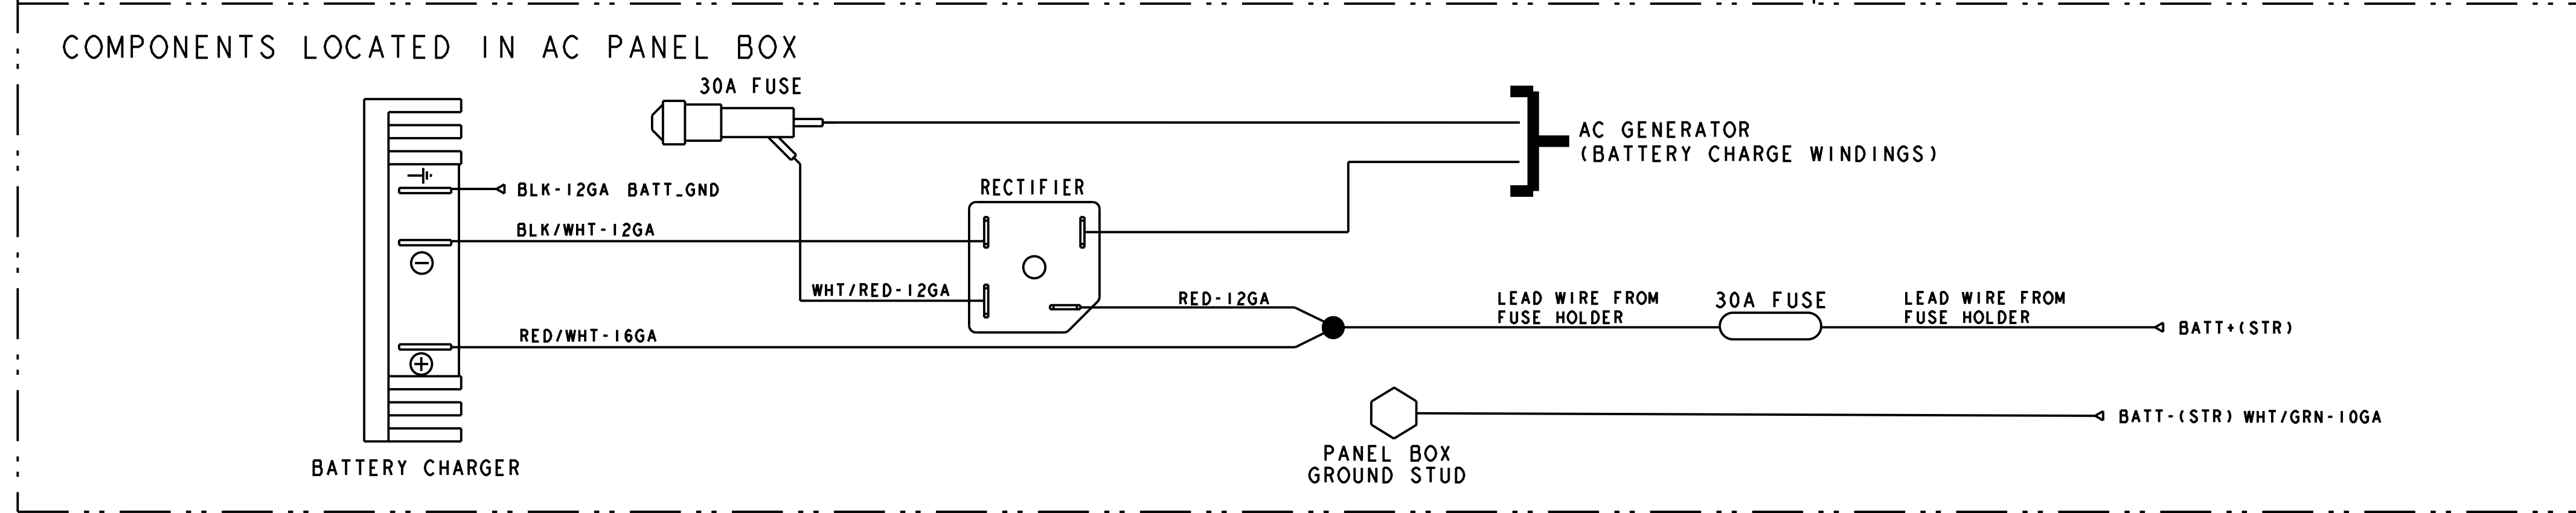 COMPONENTS LOCATED IN AC PANEL BOX
30A FUSE
AC GENERATOR
(BATTERY CHARGE WINDINGS)
BLK-12GA BATT_GND
RECTIFIER
BLK/WHT-12GA
WHT/RED-12GA
RED-12GA
LEAD WIRE FROM
FUSE HOLDER
30A FUSE
LEAD WIRE FROM
FUSE HOLDER
BATT+(STR)
RED/WHT-16GA
BATT-(STR) WHT/GRN-10GA
PANEL BOX
GROUND STUD
BATTERY CHARGER